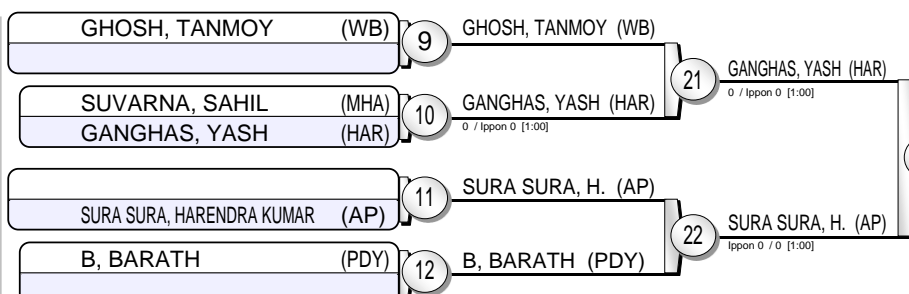 GHOSH, TANMOY (WB)
9
GHOSH, TANMOY (WB)
SUVARNA, SAHIL (MHA)
GANGHAS, YASH (HAR)
10
GANGHAS, YASH (HAR)
0 / Ippon 0 [1:00]
21
GANGHAS, YASH (HAR)
0 / Ippon 0 [1:00]
SURA SURA, HARENDRA KUMAR (AP)
11
SURA SURA, H. (AP)
B, BARATH (PDY)
12
B, BARATH (PDY)
22
SURA SURA, H. (AP)
Ippon 0 / 0 [1:00]